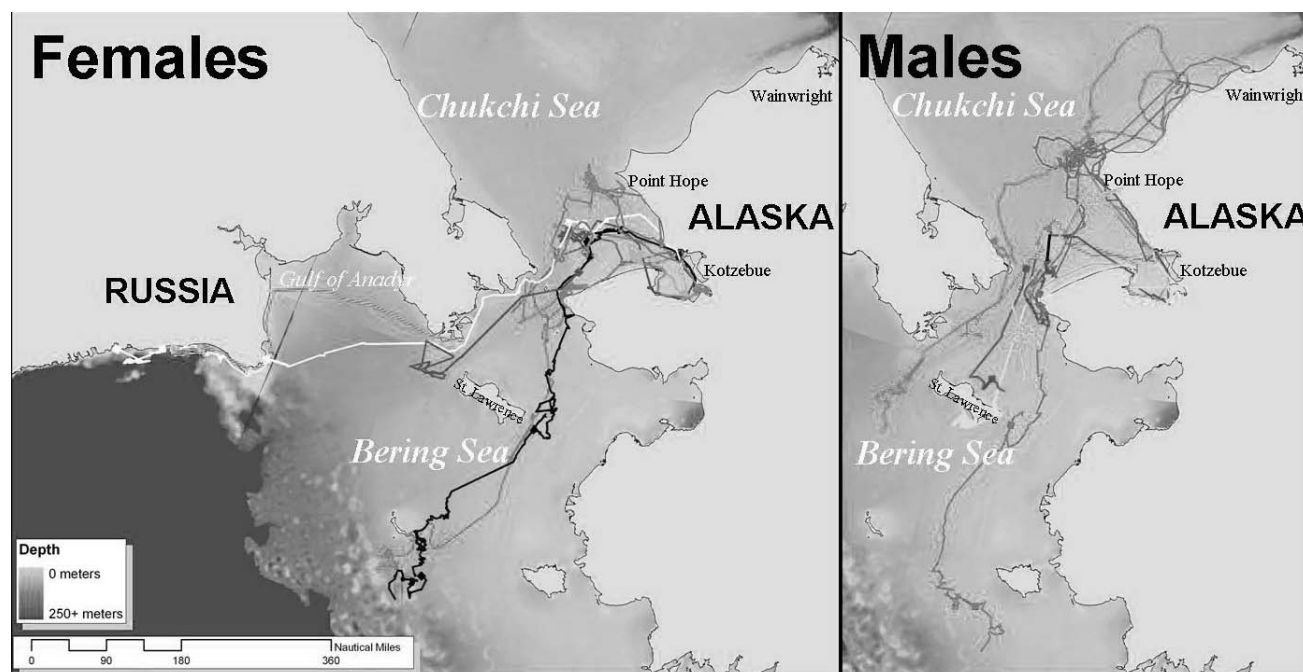 Females
Chukchi Sea
Wainwright
Point Hope
ALASKA
Kotzebue
Gulf of Anadyr
RUSSIA
St. Lawrence
Bering Sea
Depth
0 meters
250+ meters
Nautical Miles
0 90 180 360
Males
Chukchi Sea
Wainwright
Point Hope
ALASKA
Kotzebue
St. Lawrence
Bering Sea